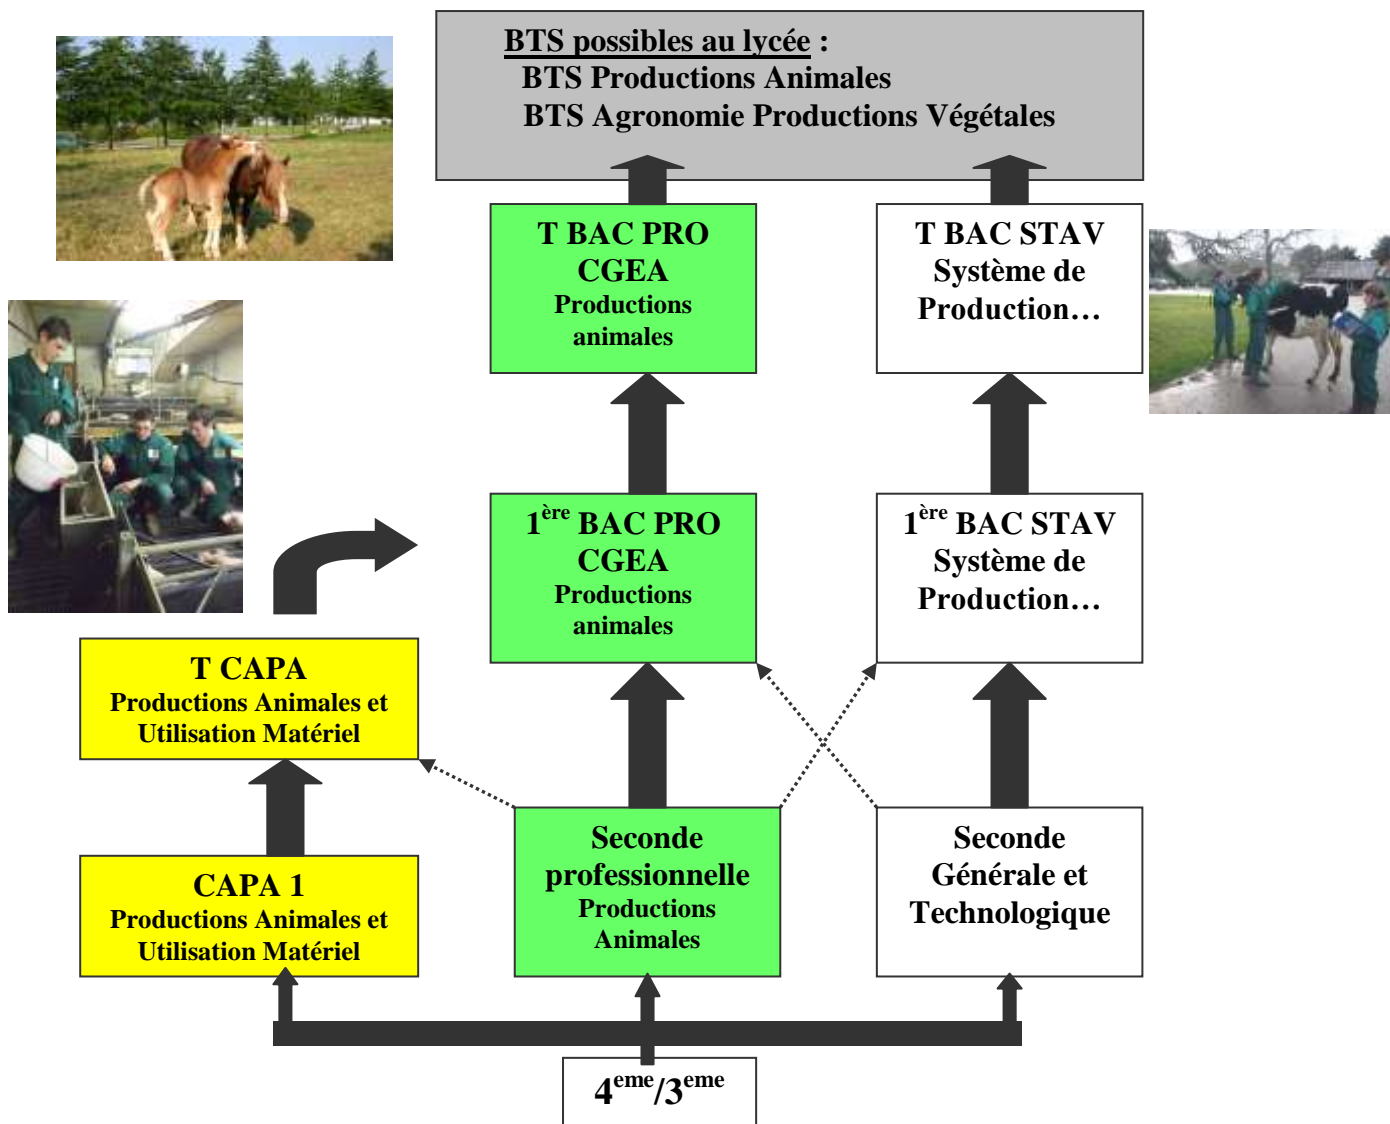 BTS possibles au lycée :
BTS Productions Animales
BTS Agronomie Productions Végétales
T BAC PRO
CGEA
Productions
animales
T BAC STAV
Système de
Production…
1ère BAC PRO
CGEA
Productions
animales
1ère BAC STAV
Système de
Production…
T CAPA
Productions Animales et
Utilisation Matériel
CAPA 1
Productions Animales et
Utilisation Matériel
Seconde
professionnelle
Productions
Animales
Seconde
Générale et
Technologique
4eme/3eme